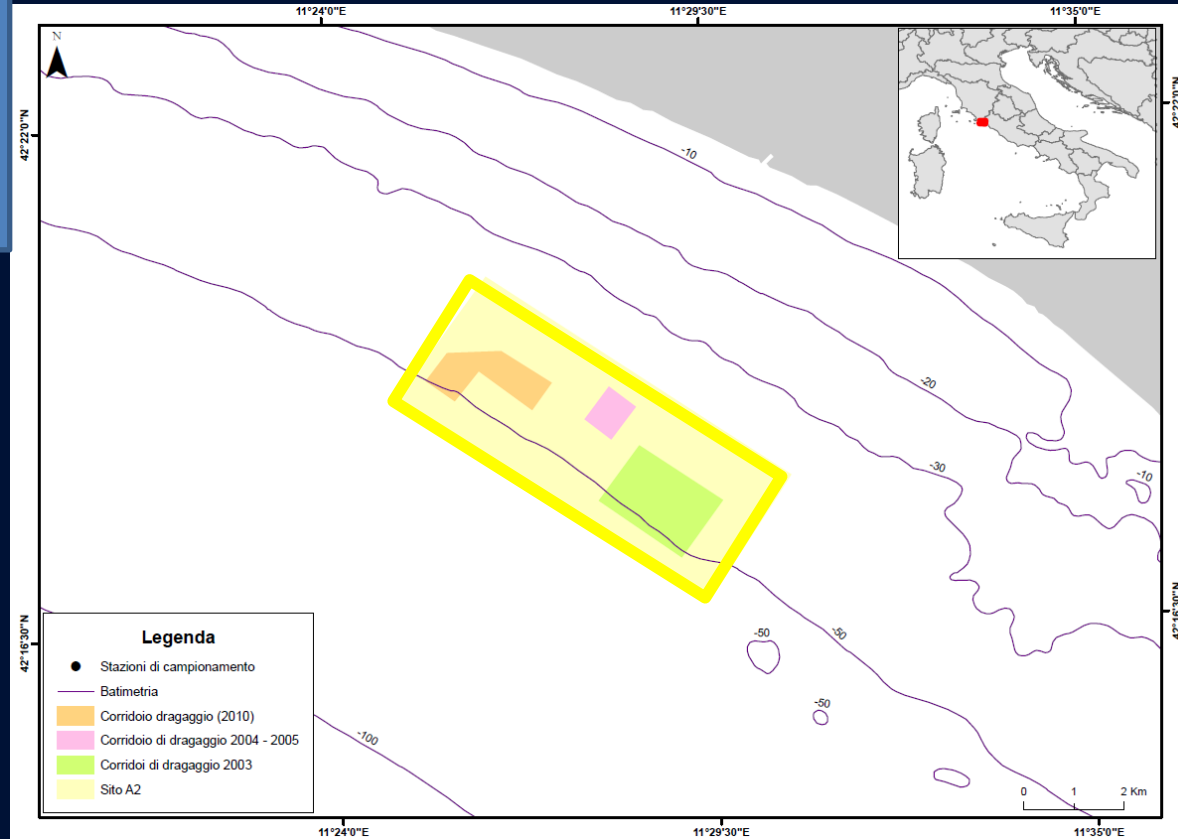 11°24'0"E
11°29'30"E
11°35'0"E
N
42°22'0"N
42°22'0"N
-10
-20
-30
-10
42°16'30"N
42°16'30"N
-50
-50
-50
-100
Legenda
Stazioni di campionamento
Batimetria
Corridoio dragaggio (2010)
Corridoio di dragaggio 2004 - 2005
Corridoi di dragaggio 2003
Sito A2
0 1 2 Km
11°24'0"E
11°29'30"E
11°35'0"E